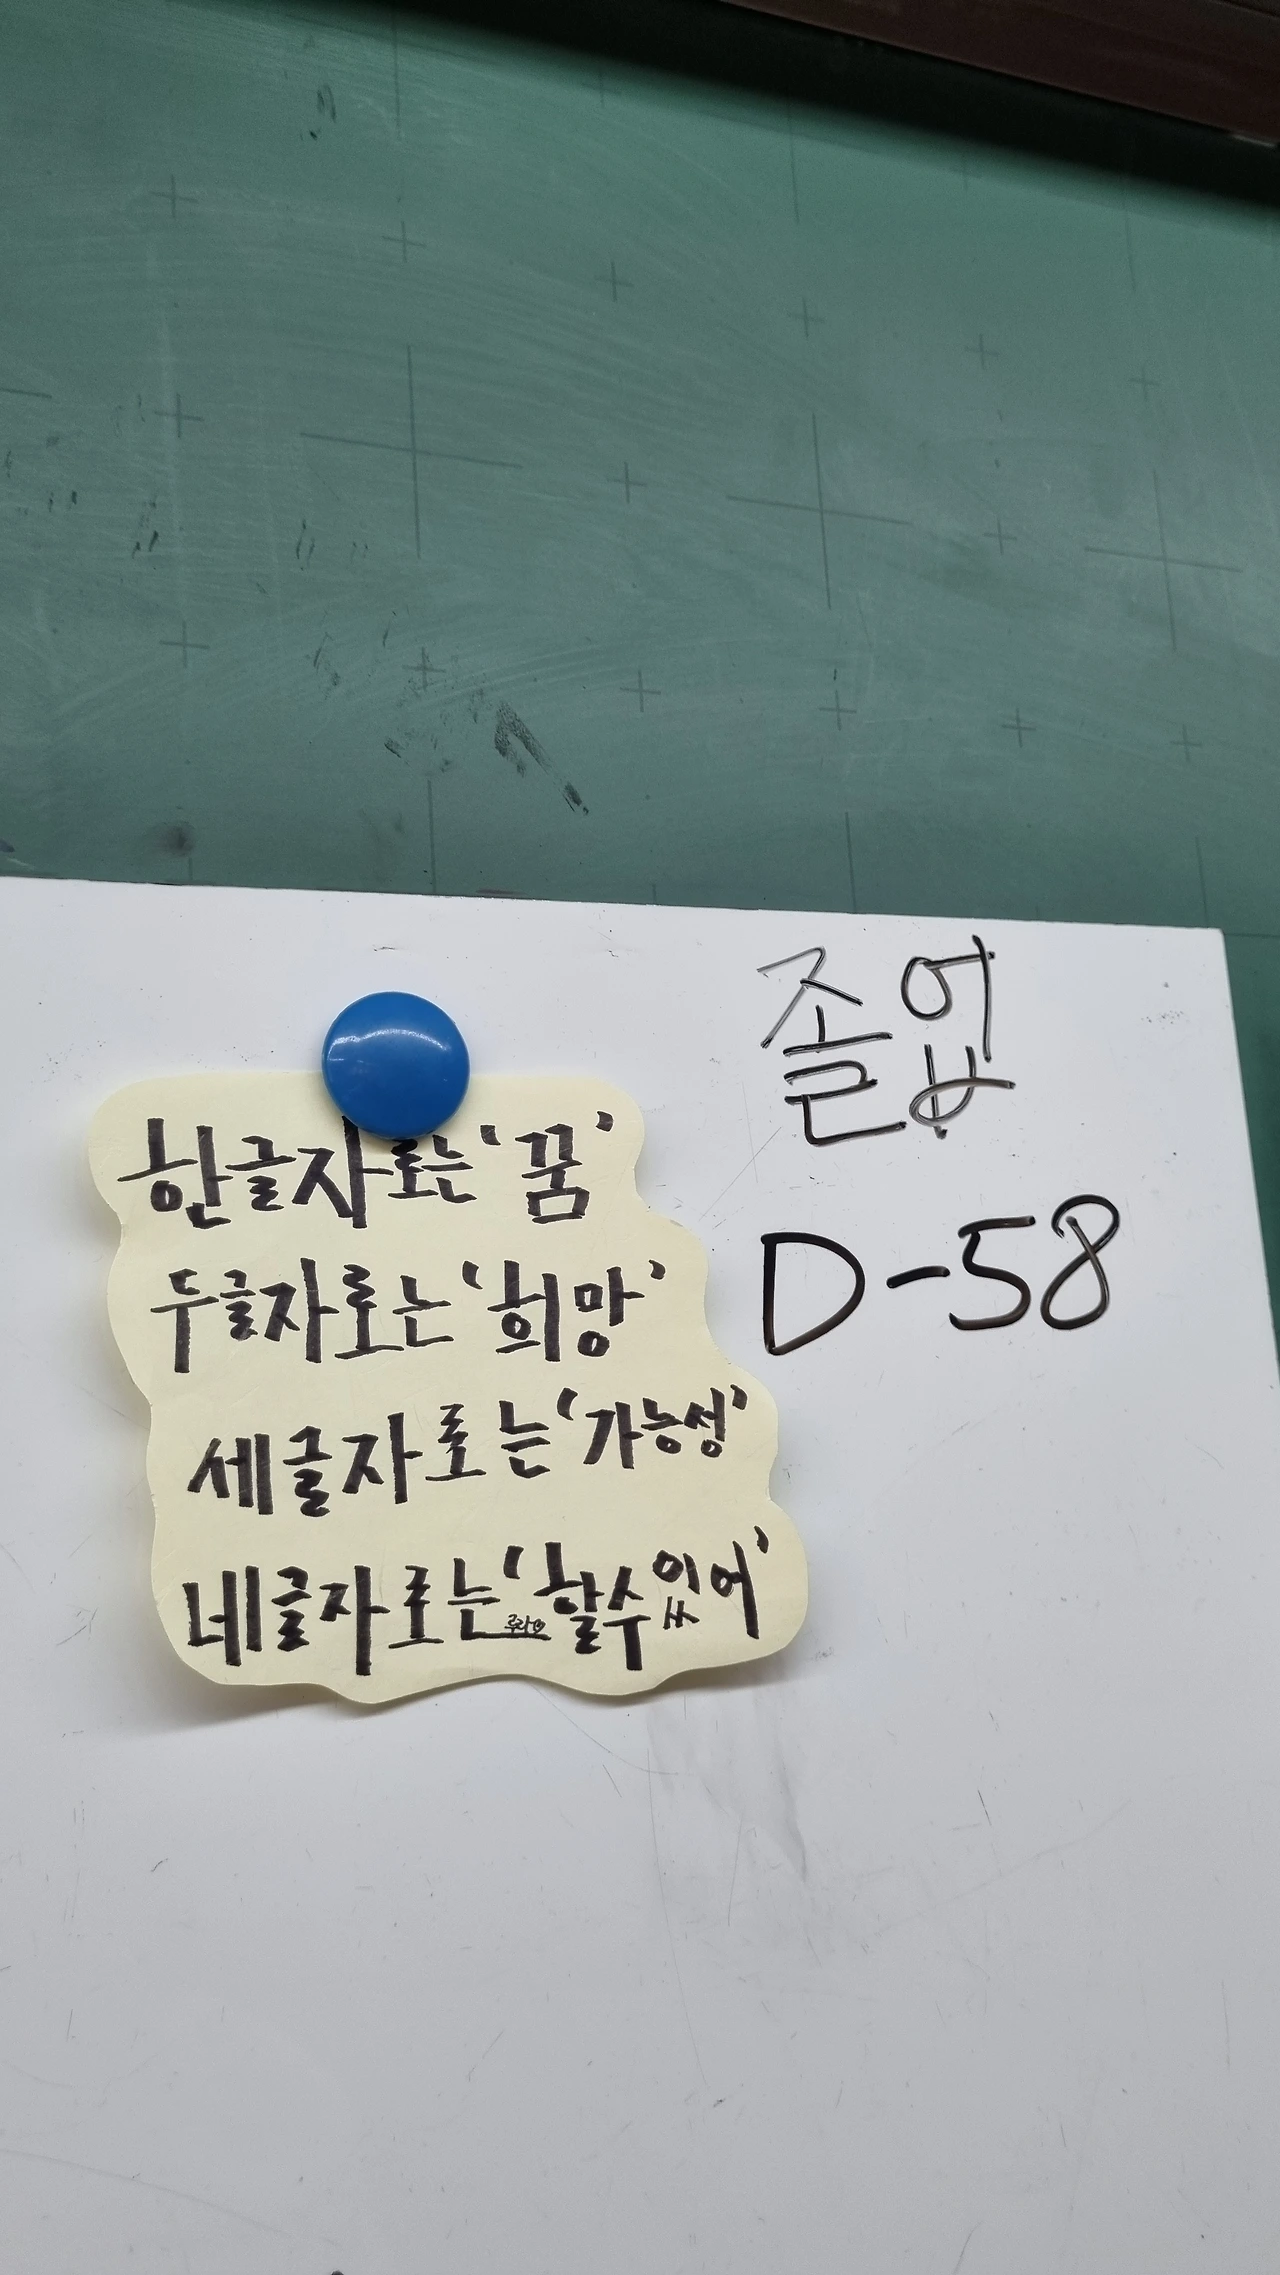 한글자로는 '꿈'
두글자로는 '희망'
세글자로는 '가능성'
네글자로는 '할수있어'
졸업
D-58